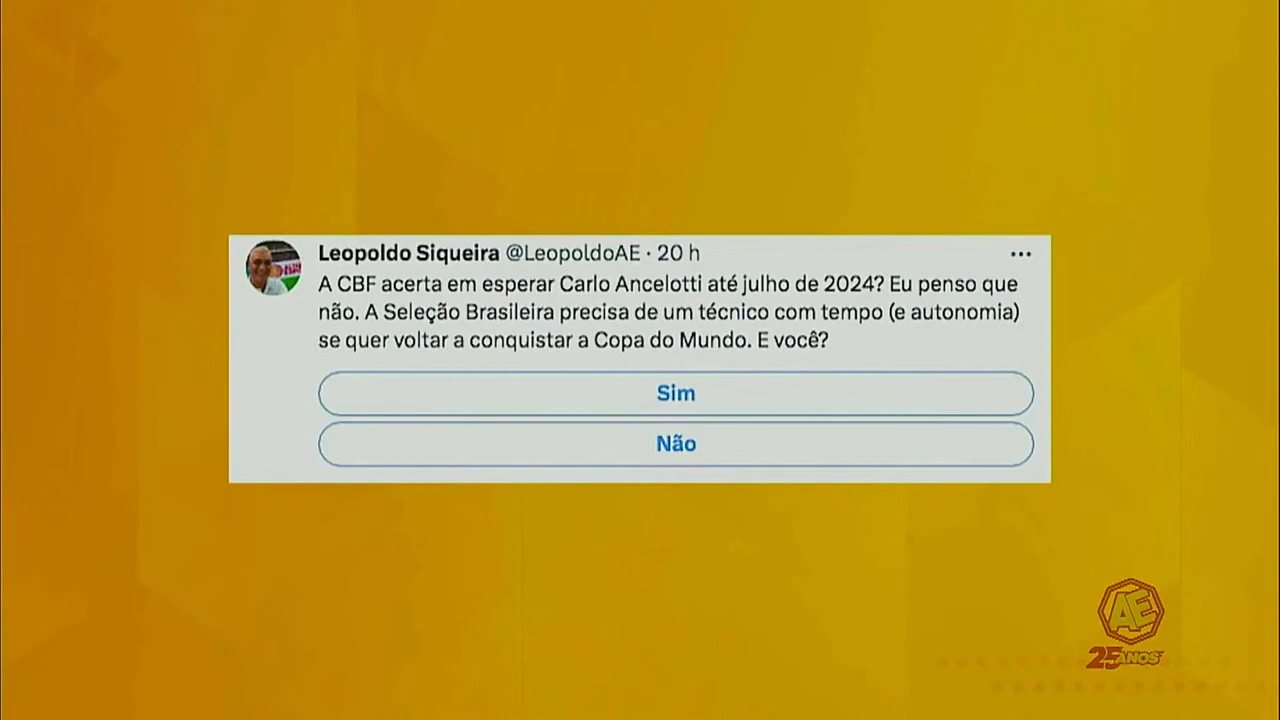 Leopoldo Siqueira @LeopoldoAE · 20 h
A CBF acerta em esperar Carlo Ancelotti até julho de 2024? Eu penso que
não. A Seleção Brasileira precisa de um técnico com tempo (e autonomia)
se quer voltar a conquistar a Copa do Mundo. E você?
Sim
Não
AE
25 ANOS